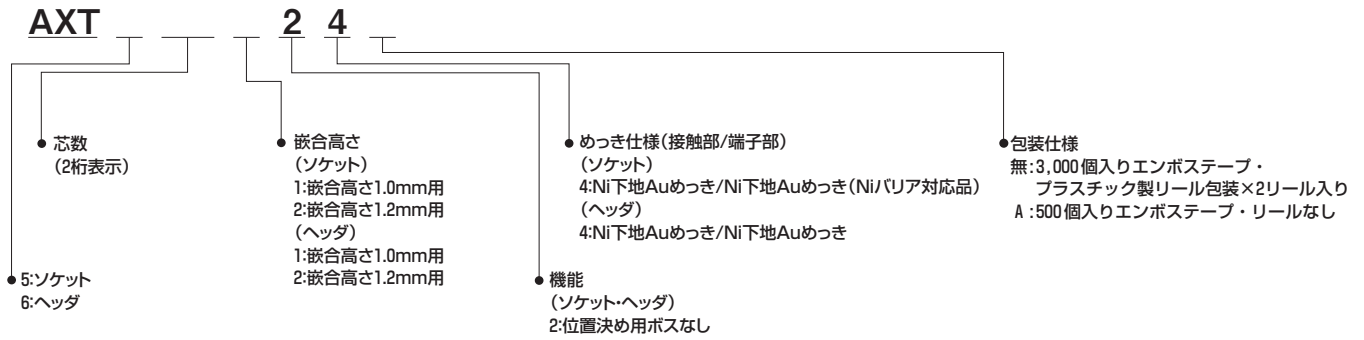 AXT 2 4
芯数
(2桁表示)
嵌合高さ
(ソケット)
1:嵌合高さ1.0mm用
2:嵌合高さ1.2mm用
(ヘッダ)
1:嵌合高さ1.0mm用
2:嵌合高さ1.2mm用
めっき仕様(接触部/端子部)
(ソケット)
4:Ni下地Auめっき/Ni下地Auめっき(Niバリア対応品)
(ヘッダ)
4:Ni下地Auめっき/Ni下地Auめっき
包装仕様
無:3,000個入りエンボステープ・
プラスチック製リール包装×2リール入り
A:500個入りエンボステープ・リールなし
5:ソケット
6:ヘッダ
機能
(ソケット・ヘッダ)
2:位置決め用ボスなし